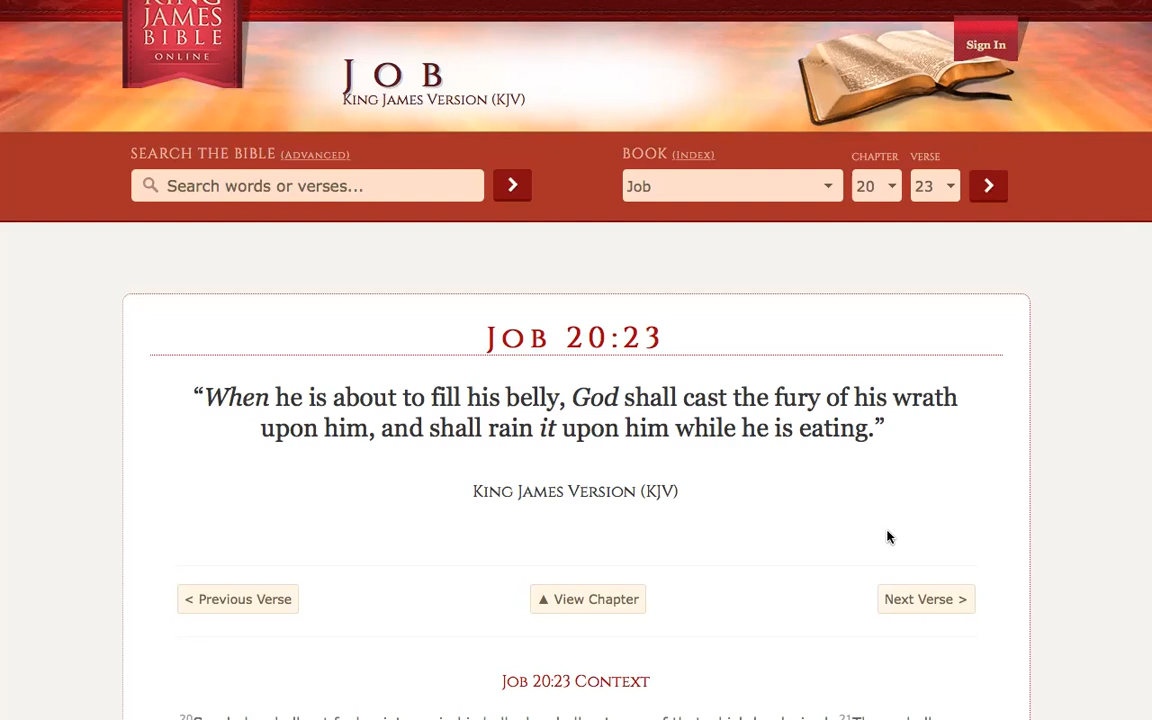 KING
JAMES
BIBLE
ONLINE
Job
King James Version (KJV)
Sign In
SEARCH THE BIBLE (ADVANCED)
Search words or verses...
BOOK (INDEX)
CHAPTER VERSE
Job 20 23
Job 20:23
“When he is about to fill his belly, God shall cast the fury of his wrath
upon him, and shall rain it upon him while he is eating.”
King James Version (KJV)
< Previous Verse ▲ View Chapter Next Verse >
Job 20:23 Context